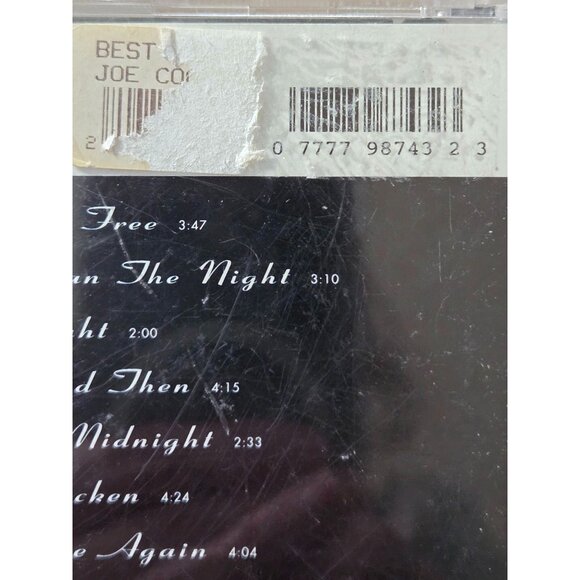 BEST
JOE CO
2
0 7777 98743 2 3
Free 3:47
an The Night 3:10
ht 2:00
d Then 4:15
Midnight 2:33
cken 4:24
e Again 4:04